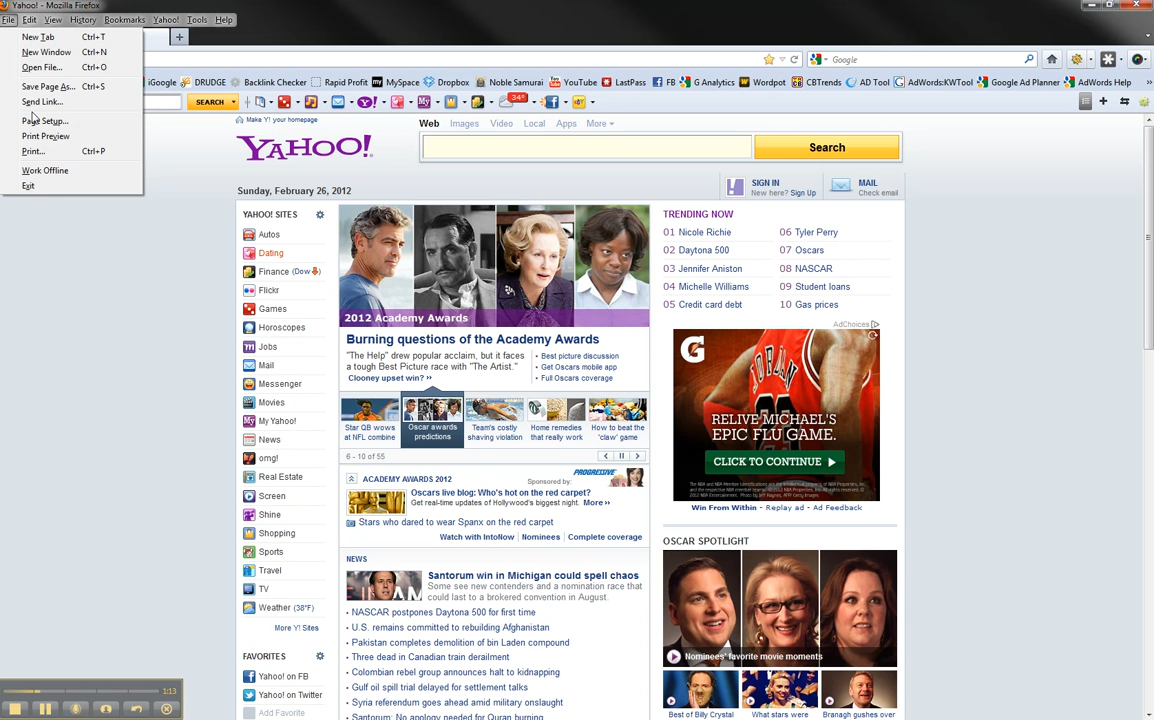 Yahoo! - Mozilla Firefox
File Edit View History Bookmarks Yahoo! Tools Help
New Tab Ctrl+T
New Window Ctrl+N
Open File... Ctrl+O
Save Page As... Ctrl+S
Send Link...
Page Setup...
Print Preview
Print... Ctrl+P
Work Offline
Exit
Google
iGoogle DRUDGE Backlink Checker Rapid Profit MySpace Dropbox Noble Samurai YouTube LastPass FB G Analytics Wordpot CBTrends AD Tool AdWords:KWTool Google Ad Planner AdWords Help
SEARCH 34°
Make Y! your homepage
YAHOO!
Web Images Video Local Apps More
Search
Sunday, February 26, 2012
SIGN IN
New here? Sign Up
MAIL
Check email
YAHOO! SITES
Autos
Dating
Finance (Dow)
Flickr
Games
Horoscopes
Jobs
Mail
Messenger
Movies
My Yahoo!
News
omg!
Real Estate
Screen
Shine
Shopping
Sports
Travel
TV
Weather (38°F)
More Y! Sites
FAVORITES
Yahoo! on FB
Yahoo! on Twitter
Add Favorite
2012 Academy Awards
Burning questions of the Academy Awards
"The Help" drew popular acclaim, but it faces
a tough Best Picture race with "The Artist."
Clooney upset win? »
• Best picture discussion
• Get Oscars mobile app
• Full Oscars coverage
Star QB wows
at NFL combine
Oscar awards
predictions
Team's costly
shaving violation
Home remedies
that really work
How to beat the
'claw' game
6 - 10 of 55
ACADEMY AWARDS 2012
Sponsored by: PROGRESSIVE
Oscars live blog: Who's hot on the red carpet?
Get real-time updates of Hollywood's biggest night. More »
Stars who dared to wear Spanx on the red carpet
Watch with IntoNow Nominees Complete coverage
NEWS
Santorum win in Michigan could spell chaos
Some see new contenders and a nomination race that
could last to a brokered convention in August.
• NASCAR postpones Daytona 500 for first time
• U.S. remains committed to rebuilding Afghanistan
• Pakistan completes demolition of bin Laden compound
• Three dead in Canadian train derailment
• Colombian rebel group announces halt to kidnapping
• Gulf oil spill trial delayed for settlement talks
• Syria referendum goes ahead amid military onslaught
• Santorum: No apology needed for Quran burning
TRENDING NOW
01 Nicole Richie
02 Daytona 500
03 Jennifer Aniston
04 Michelle Williams
05 Credit card debt
06 Tyler Perry
07 Oscars
08 NASCAR
09 Student loans
10 Gas prices
AdChoices
G
JORDAN
RELIVE MICHAEL'S
EPIC FLU GAME.
CLICK TO CONTINUE
Win From Within - Replay ad - Ad Feedback
OSCAR SPOTLIGHT
Nominees' favorite movie moments
Best of Billy Crystal
What stars were
Branagh gushes over
1:13